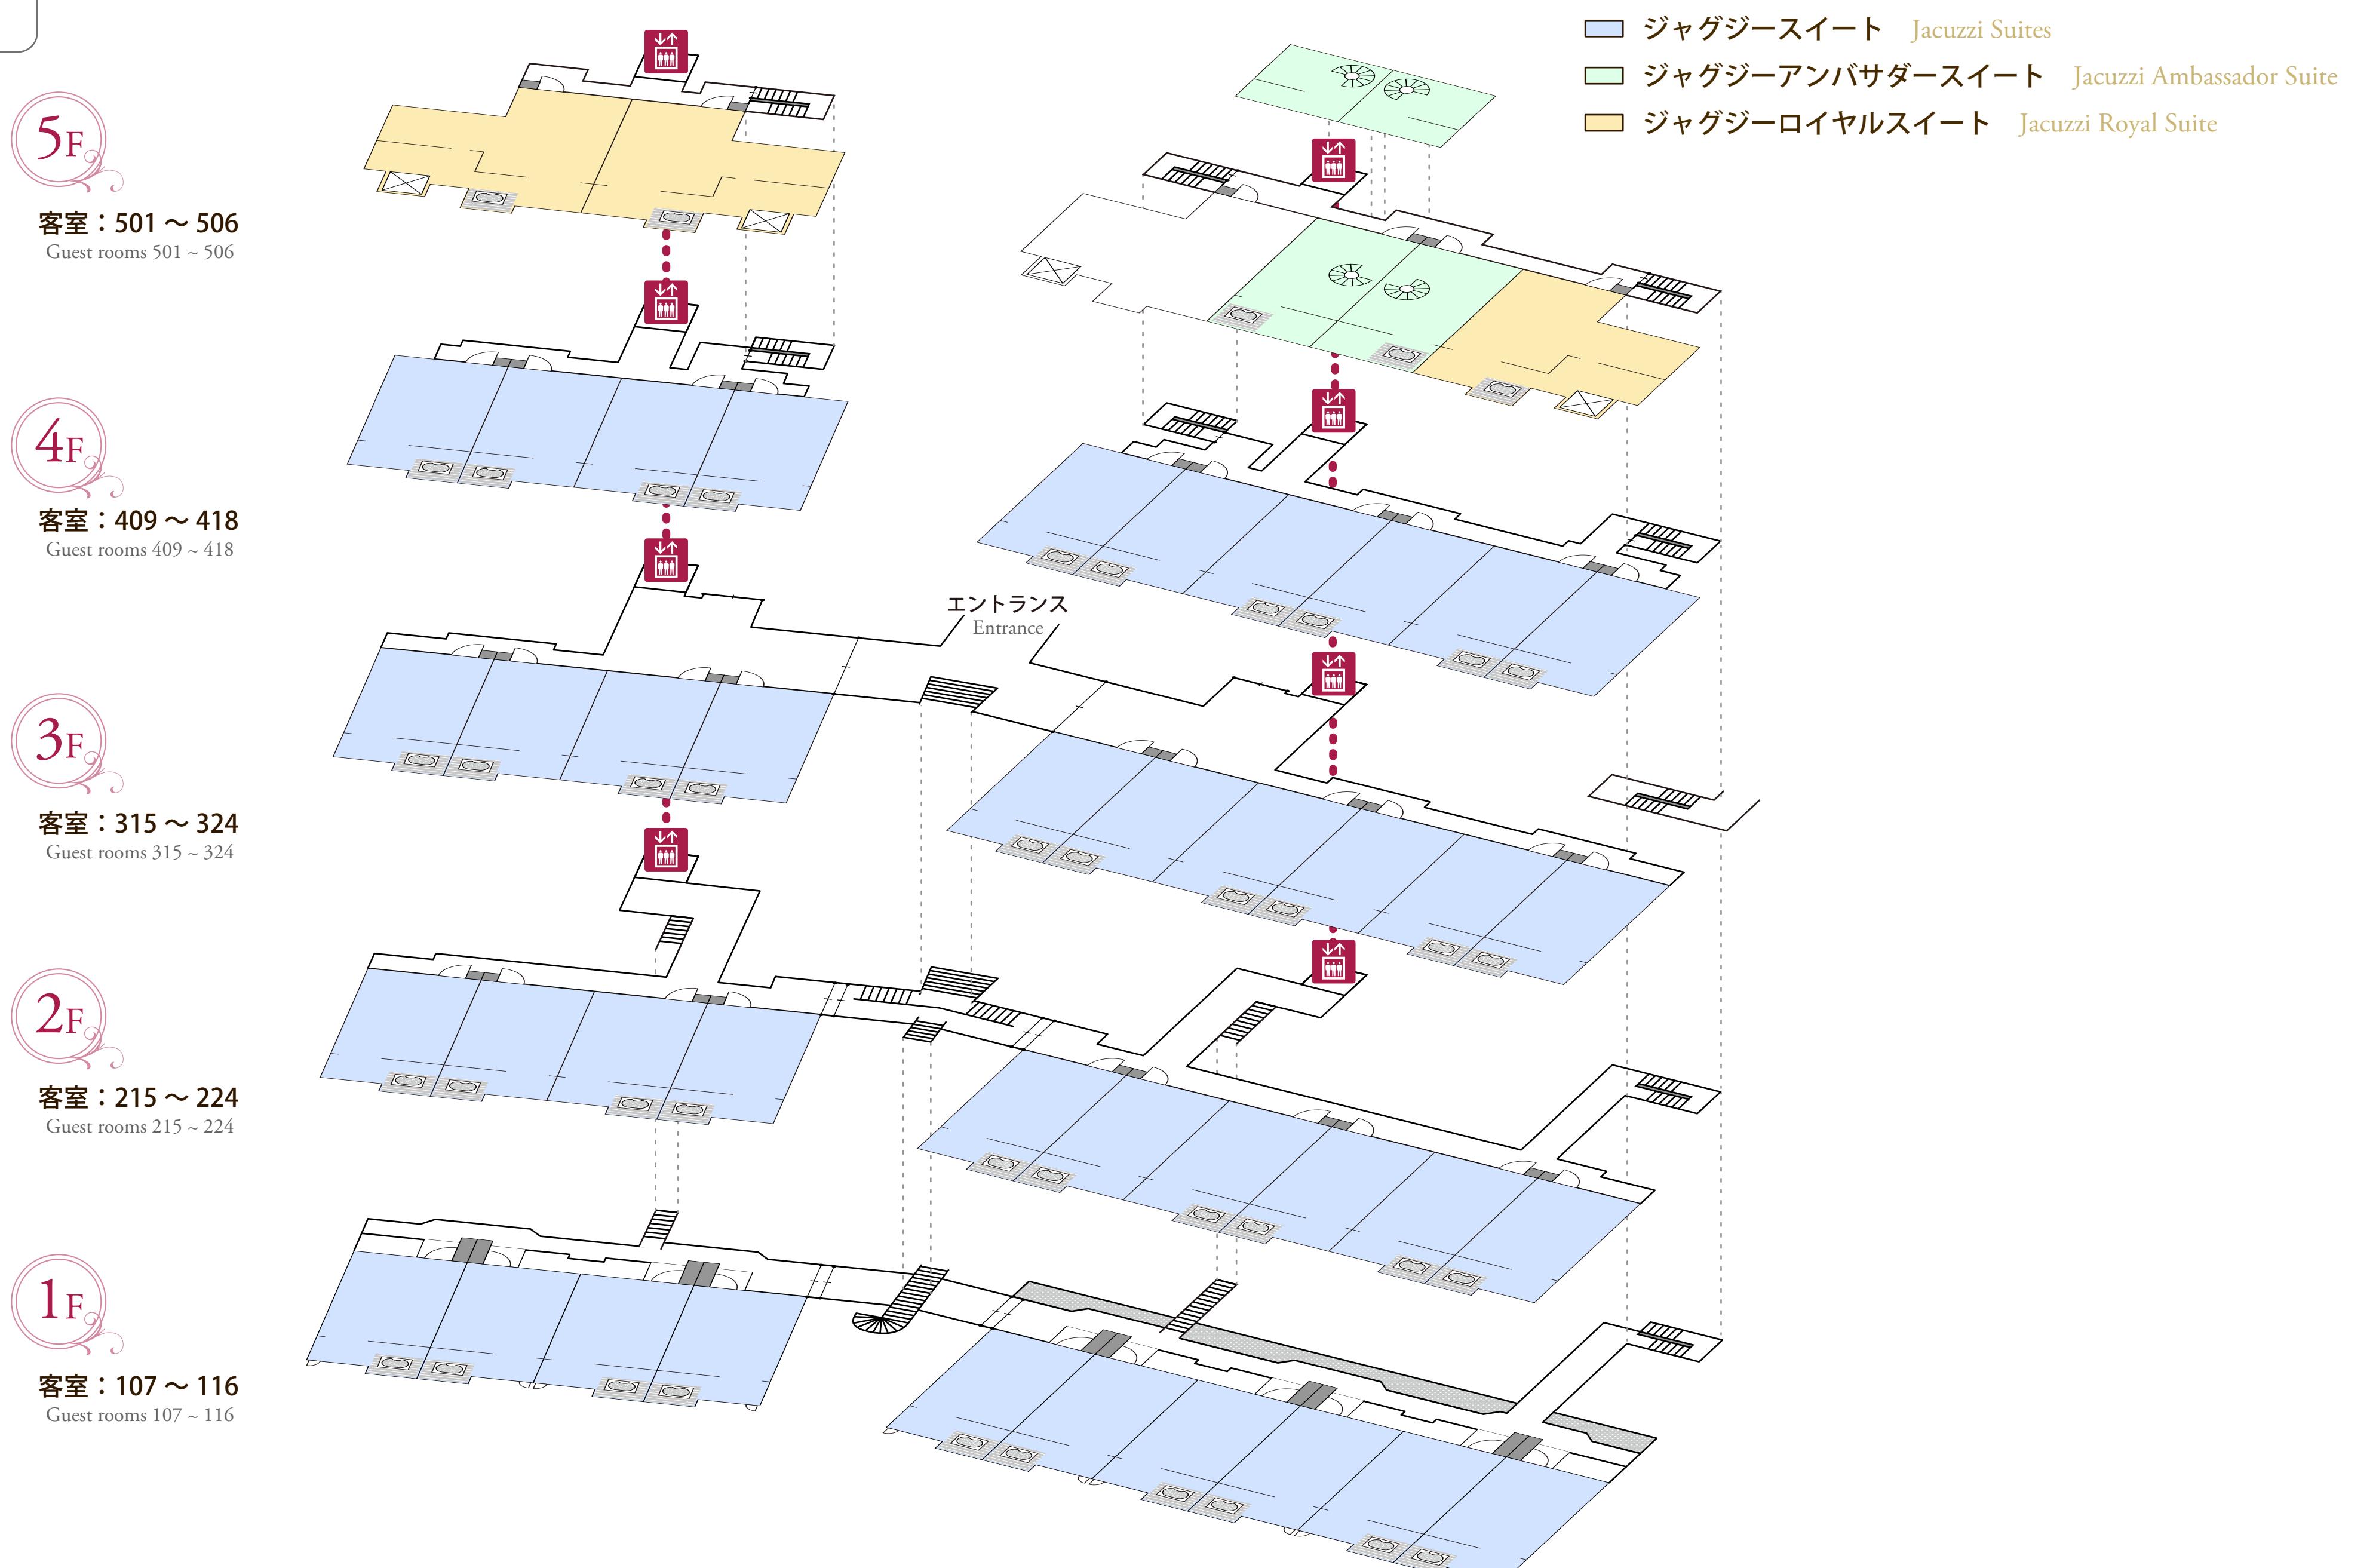 ジャグジースイート Jacuzzi Suites
ジャグジーアンバサダースイート Jacuzzi Ambassador Suite
ジャグジーロイヤルスイート Jacuzzi Royal Suite
5F
客室：501 〜 506
Guest rooms 501 ~ 506
4F
客室：409 〜 418
Guest rooms 409 ~ 418
エントランス
Entrance
3F
客室：315 〜 324
Guest rooms 315 ~ 324
2F
客室：215 〜 224
Guest rooms 215 ~ 224
1F
客室：107 〜 116
Guest rooms 107 ~ 116